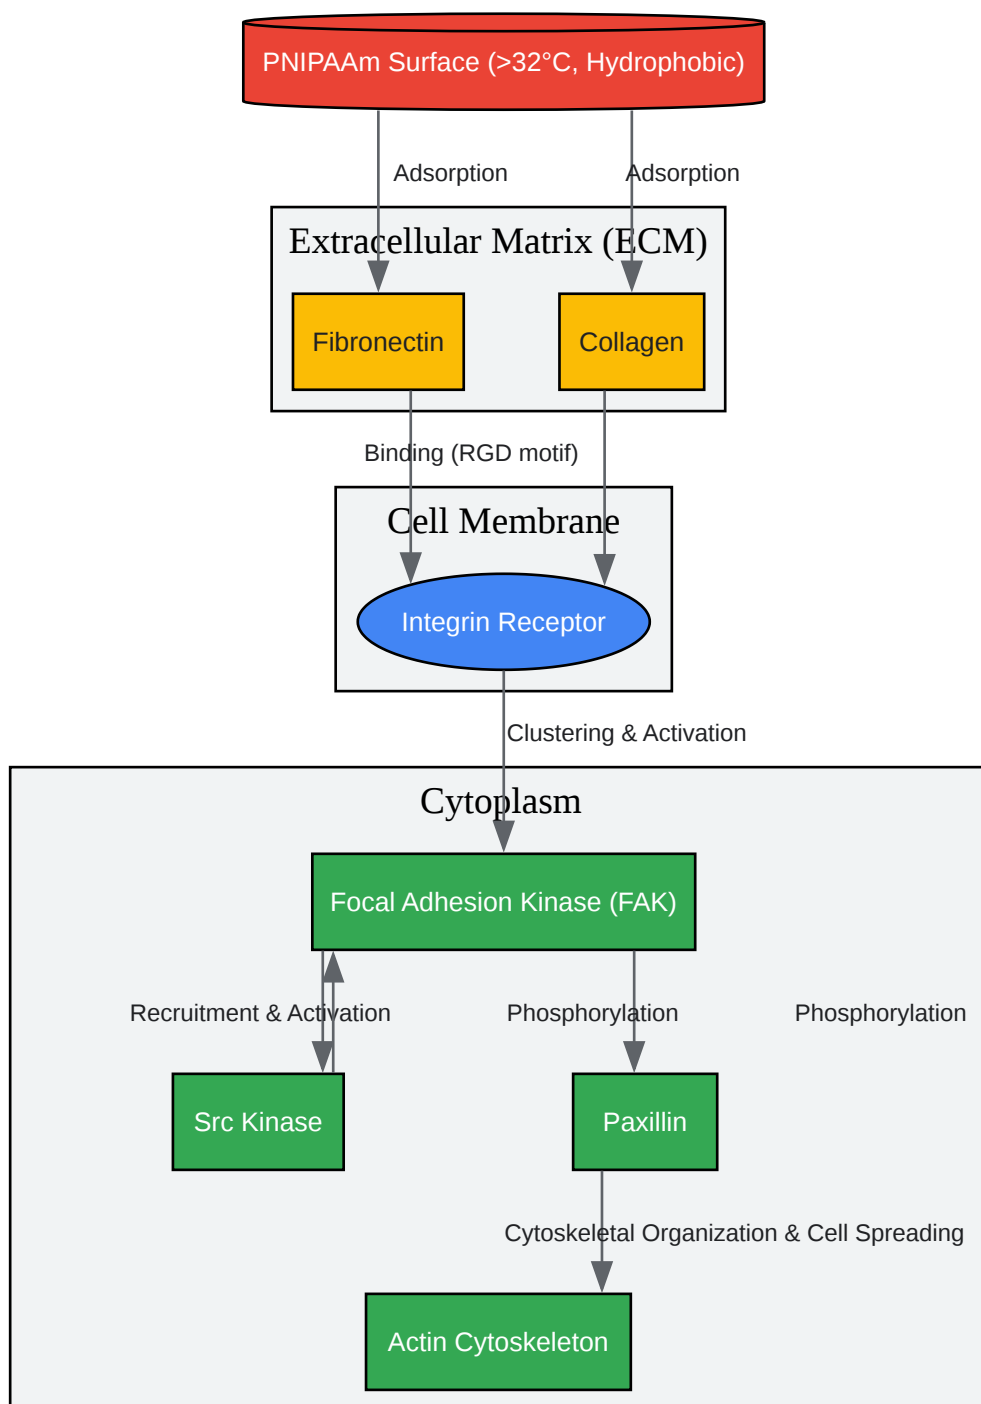 PNIPAAm Surface (>32°C, Hydrophobic)
Adsorption
Adsorption
Extracellular Matrix (ECM)
Fibronectin
Collagen
Binding (RGD motif)
Cell Membrane
Integrin Receptor
Clustering & Activation
Cytoplasm
Focal Adhesion Kinase (FAK)
Recruitment & Activation
Phosphorylation
Phosphorylation
Src Kinase
Paxillin
Cytoskeletal Organization & Cell Spreading
Actin Cytoskeleton